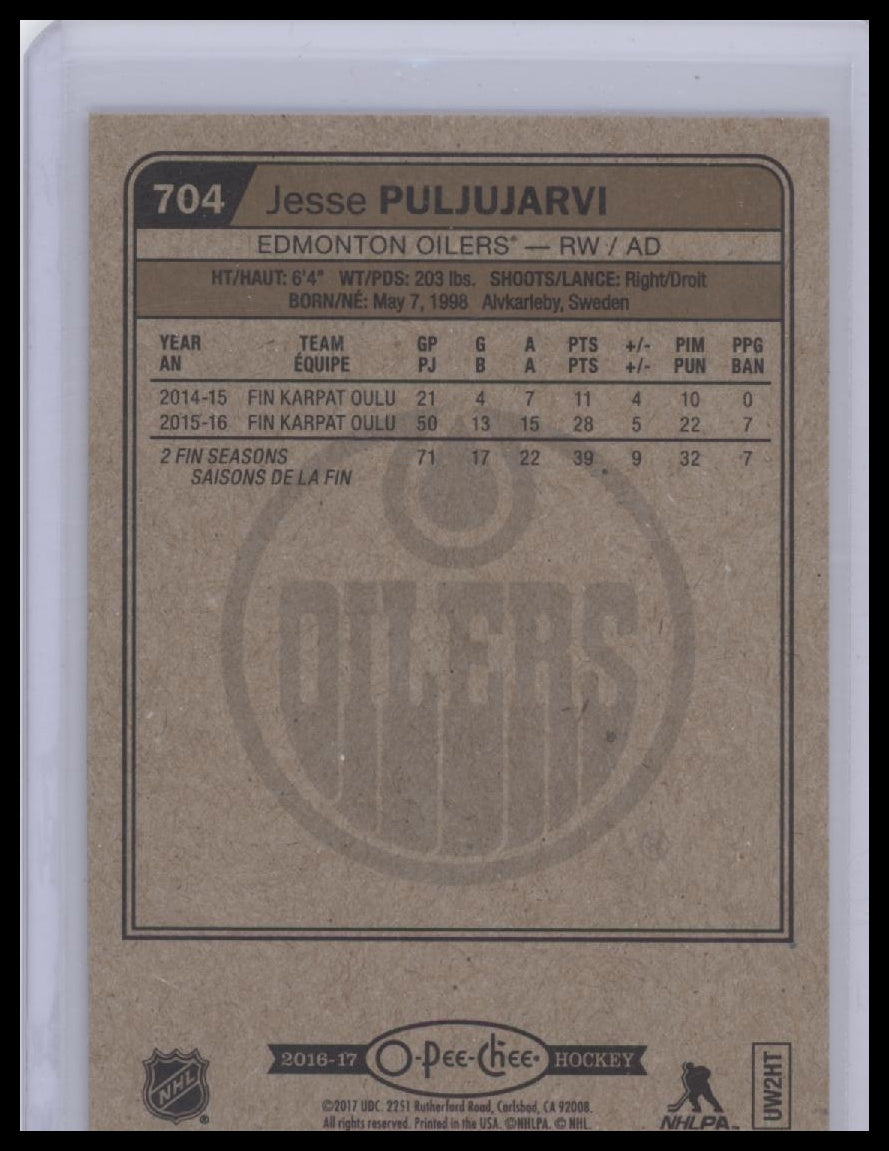 704 Jesse PULJUJARVI
EDMONTON OILERS® — RW / AD
HT/HAUT: 6'4" WT/PDS: 203 lbs. SHOOTS/LANCE: Right/Droit
BORN/NÉ: May 7, 1998 Alvkarleby, Sweden
YEAR TEAM GP G A PTS +/- PIM PPG
AN ÉQUIPE PJ B A PTS +/- PUN BAN
2014-15 FIN KARPAT OULU 21 4 7 11 4 10 0
2015-16 FIN KARPAT OULU 50 13 15 28 5 22 7
2 FIN SEASONS 71 17 22 39 9 32 7
SAISONS DE LA FIN
OILERS
®
2016-17 O-Pee-Chee® HOCKEY
NHL®
©2017 UDC. 2251 Rutherford Road, Carlsbad, CA 92008.
All rights reserved. Printed in the USA. ©NHLPA. © NHL.
NHLPA™
UW2HT